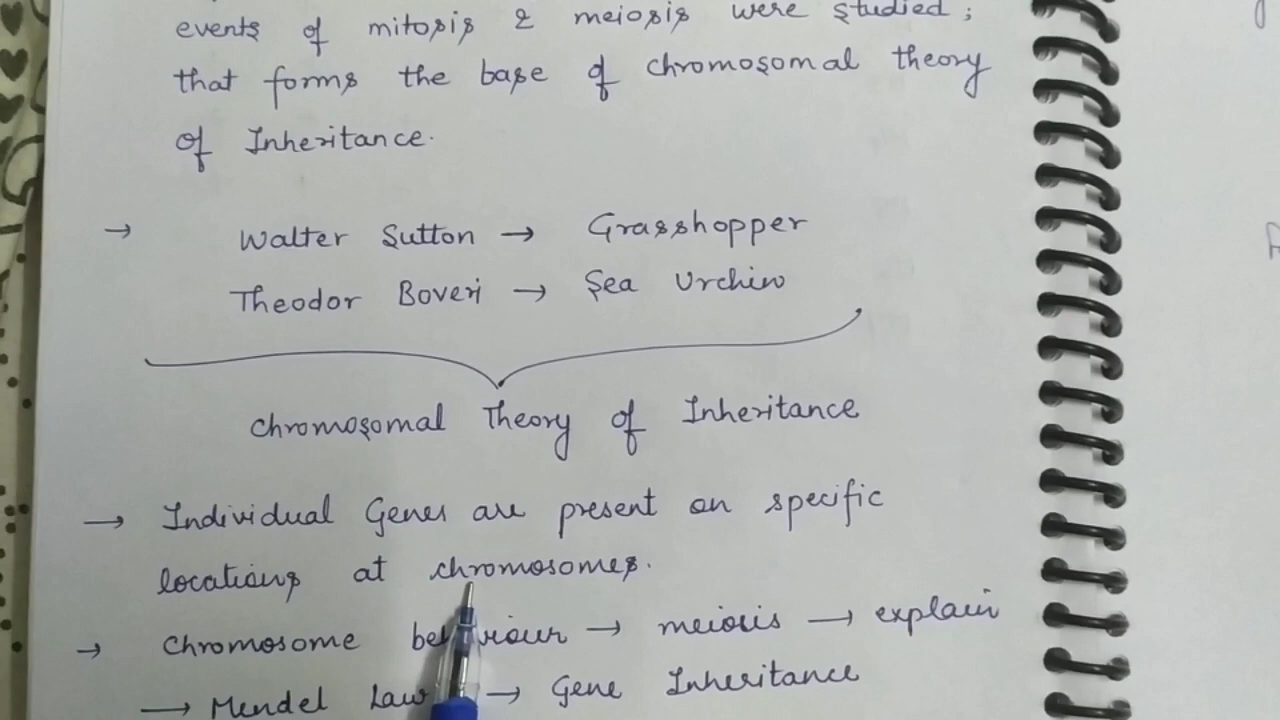 events of mitosis & meiosis were studied;
that forms the base of chromosomal theory
of Inheritance.
→ Walter Sutton → Grasshopper
Theodor Boveri → Sea Urchin
Chromosomal Theory of Inheritance
→ Individual Genes are present on specific
locations at chromosomes.
→ Chromosome behaviour → meiosis → explain
→ Mendel Law → Gene Inheritance